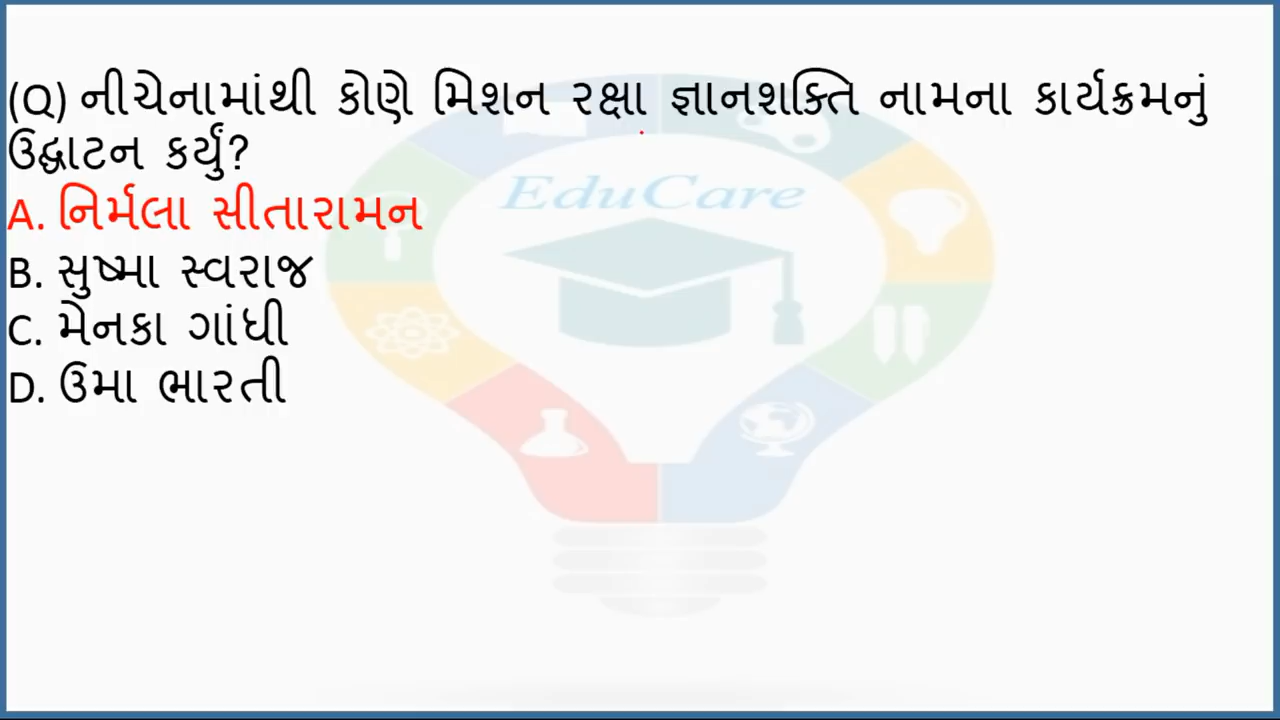 (Q) નીચેનામાંથી કોણે મિશન રક્ષા જ્ઞાનશક્તિ નામના કાર્યક્રમનું
ઉદ્ઘાટન કર્યું?
EduCare
A. નિર્મલા સીતારામન
B. સુષ્મા સ્વરાજ
C. મેનકા ગાંધી
D. ઉમા ભારતી